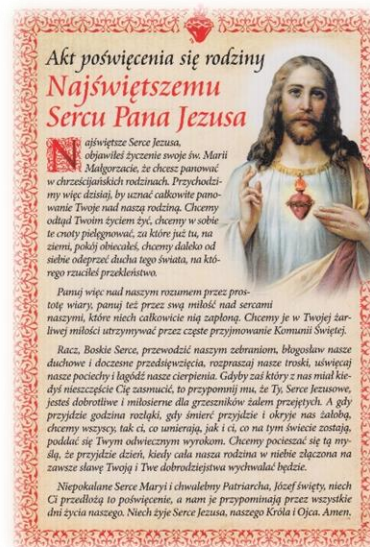 Akt poświęcenia się rodziny
Najświętszemu
Sercu Pana Jezusa
Najświętsze Serce Jezusa,
objawiłeś życzenie swoje św. Marii
Małgorzacie, że chcesz panować
w chrześcijańskich rodzinach. Przychodzi-
my więc dzisiaj, by uznać całkowite pano-
wanie Twoje nad naszą rodziną. Chcemy
odtąd Twoim życiem żyć, chcemy w sobie
te cnoty pielęgnować, za które już tu, na
ziemi, pokój obiecałeś, chcemy daleko od
siebie odeprzeć ducha tego świata, na któ-
rego rzuciłeś przekleństwo.
Panuj więc nad naszym rozumem przez pros-
totę wiary, panuj też przez swą miłość nad sercami
naszymi, które niech całkowicie nią zapłoną. Chcemy je w Twojej żar-
liwej miłości utrzymywać przez częste przyjmowanie Komunii Świętej.
Racz, Boskie Serce, przewodzić naszym zebraniom, błogosław nasze
duchowe i doczesne przedsięwzięcia, rozpraszaj nasze troski, uświęcaj
nasze pociechy i łagódź nasze cierpienia. Gdyby zaś który z nas miał kie-
dyś nieszczęście Cię zasmucić, to przypomnij mu, że Ty, Serce Jezusowe,
jesteś dobrotliwe i miłosierne dla grzeszników żalem przejętych. A gdy
przyjdzie godzina rozłąki, gdy śmierć przyjdzie i okryje nas żałobą,
chcemy wszyscy, tak ci, co umierają, jak i ci, co na tym świecie zostają,
poddać się Twym odwiecznym wyrokom. Chcemy pocieszać się tą my-
ślą, że przyjdzie dzień, kiedy cała nasza rodzina w niebie złączona na
zawsze sławę Twoją i Twe dobrodziejstwa wychwalać będzie.
Niepokalane Serce Maryi i chwalebny Patriarcha, Józef święty, niech
Ci przedłożą to poświęcenie, a nam je przypominają przez wszystkie
dni życia naszego. Niech żyje Serce Jezusa, naszego Króla i Ojca. Amen.